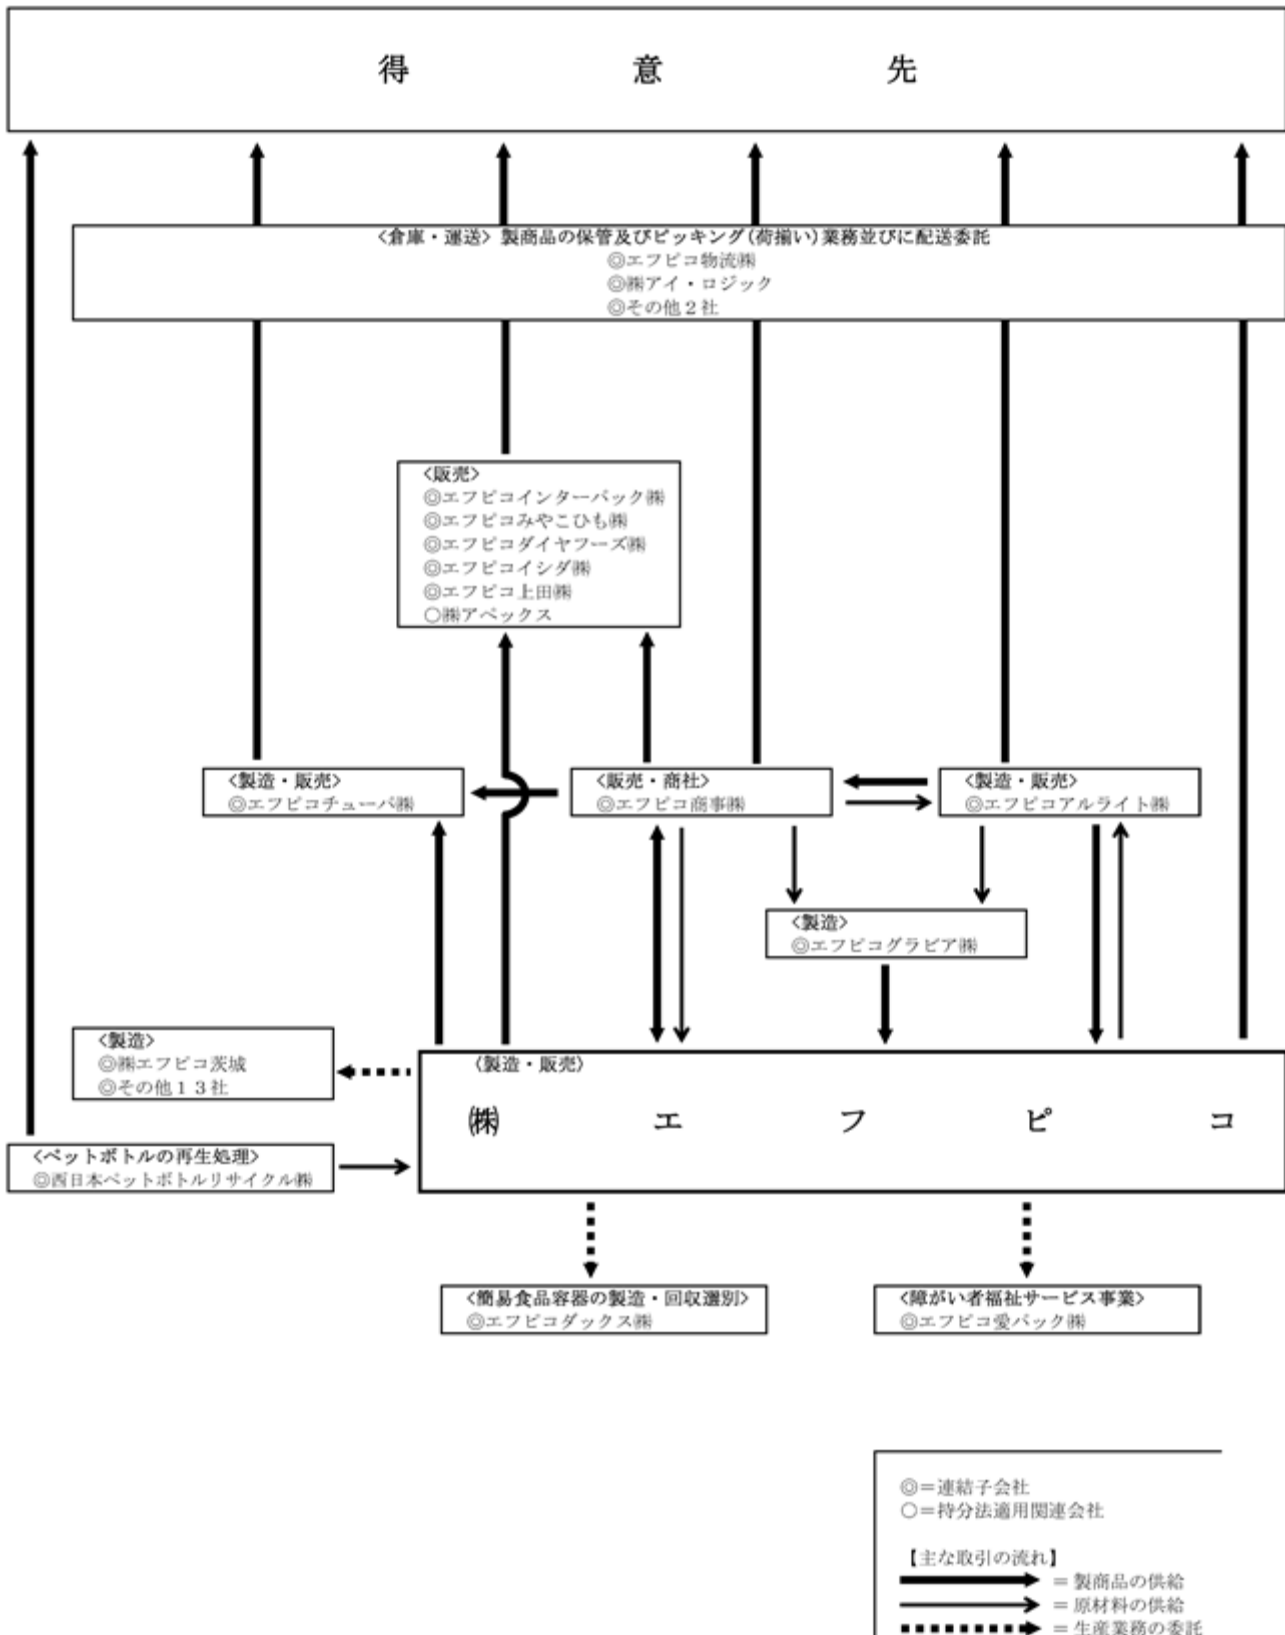 得意先
<倉庫・運送> 製商品の保管及びピッキング(荷揃い)業務並びに配送委託
◎エフピコ物流㈱
◎㈱アイ・ロジック
◎その他2社
<販売>
◎エフピコインターパック㈱
◎エフピコみやこひも㈱
◎エフピコダイヤフーズ㈱
◎エフピコイシダ㈱
◎エフピコ上田㈱
○㈱アペックス
<製造・販売>
◎エフピコチューパ㈱
<販売・商社>
◎エフピコ商事㈱
<製造・販売>
◎エフピコアルライト㈱
<製造>
◎エフピコグラビア㈱
<製造>
◎㈱エフピコ茨城
◎その他13社
<製造・販売>
㈱エフピコ
<ペットボトルの再生処理>
◎西日本ペットボトルリサイクル㈱
<簡易食品容器の製造・回収選別>
◎エフピコダックス㈱
<障がい者福祉サービス事業>
◎エフピコ愛パック㈱
◎=連結子会社
○=持分法適用関連会社
【主な取引の流れ】
=製商品の供給
=原材料の供給
=生産業務の委託